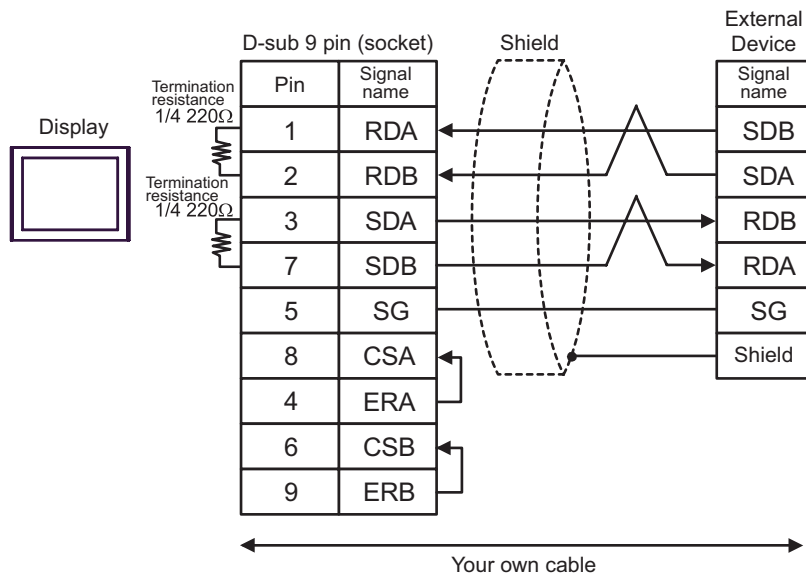 D-sub 9 pin (socket)
Shield
External
Device
Display
Termination
resistance
1/4 220Ω
Termination
resistance
1/4 220Ω
Pin
Signal
name
1 RDA
2 RDB
3 SDA
7 SDB
5 SG
8 CSA
4 ERA
6 CSB
9 ERB
Signal
name
SDB
SDA
RDB
RDA
SG
Shield
Your own cable